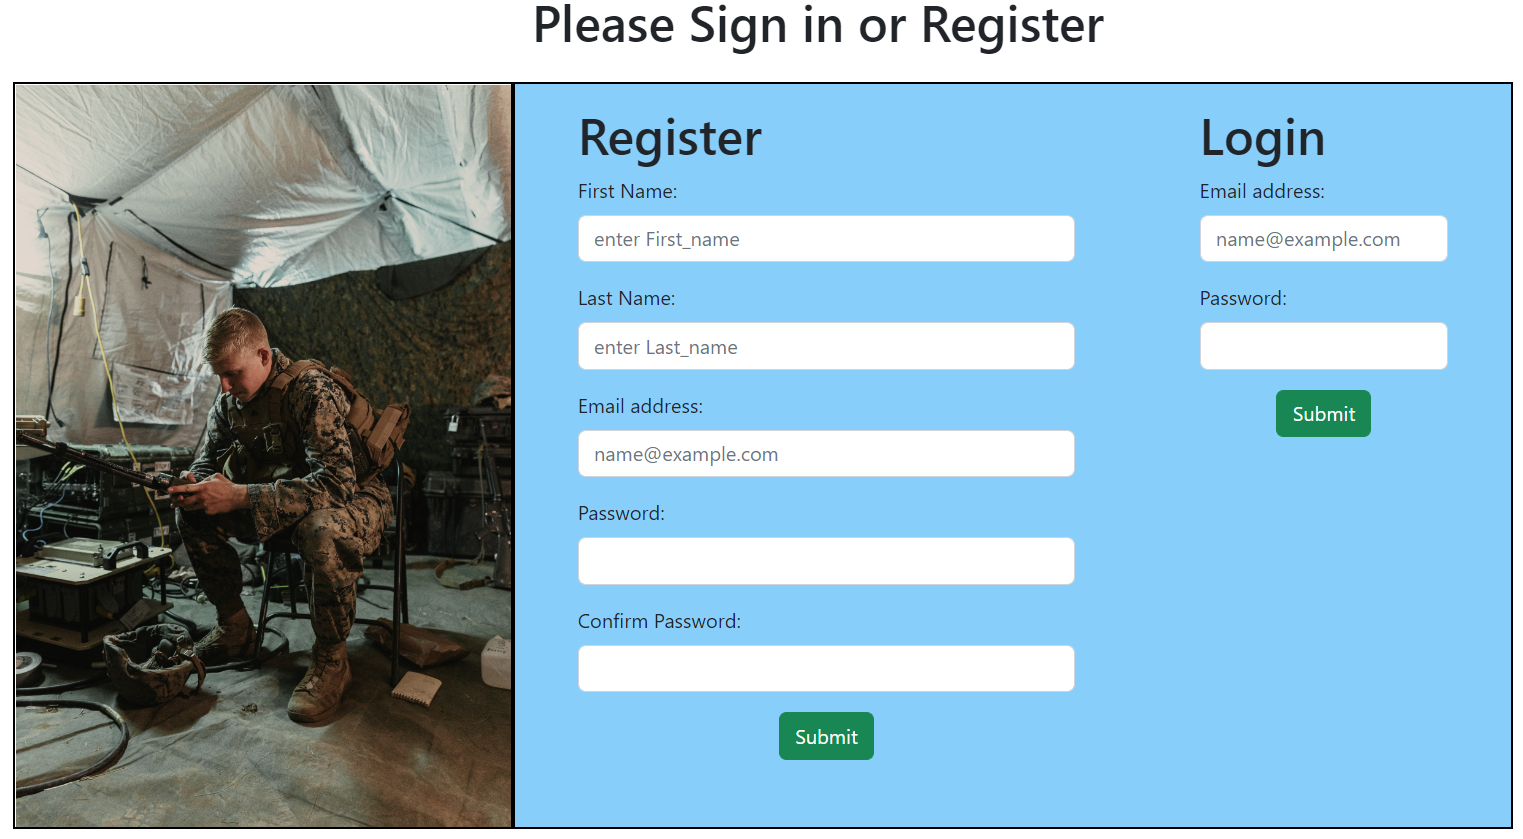 Please Sign in or Register
Register
First Name:
enter First_name
Last Name:
enter Last_name
Email address:
name@example.com
Password:
Confirm Password:
Submit
Login
Email address:
name@example.com
Password:
Submit